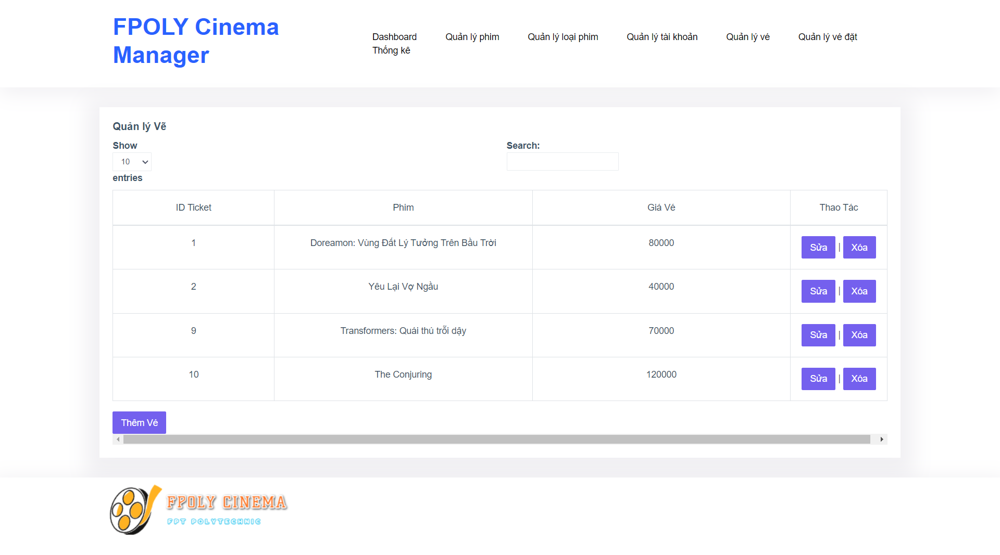 FPOLY Cinema
Manager
Dashboard Quản lý phim Quản lý loại phim Quản lý tài khoản Quản lý vé Quản lý vé đặt
Thống kê
Quản lý Vẽ
Show
10
entries
Search:
ID Ticket Phim Giá Vé Thao Tác
1 Doreamon: Vùng Đất Lý Tưởng Trên Bầu Trời 80000 Sửa | Xóa
2 Yêu Lại Vợ Ngầu 40000 Sửa | Xóa
9 Transformers: Quái thú trỗi dậy 70000 Sửa | Xóa
10 The Conjuring 120000 Sửa | Xóa
Thêm Vé
FPOLY CINEMA
FPT POLYTECHNIC